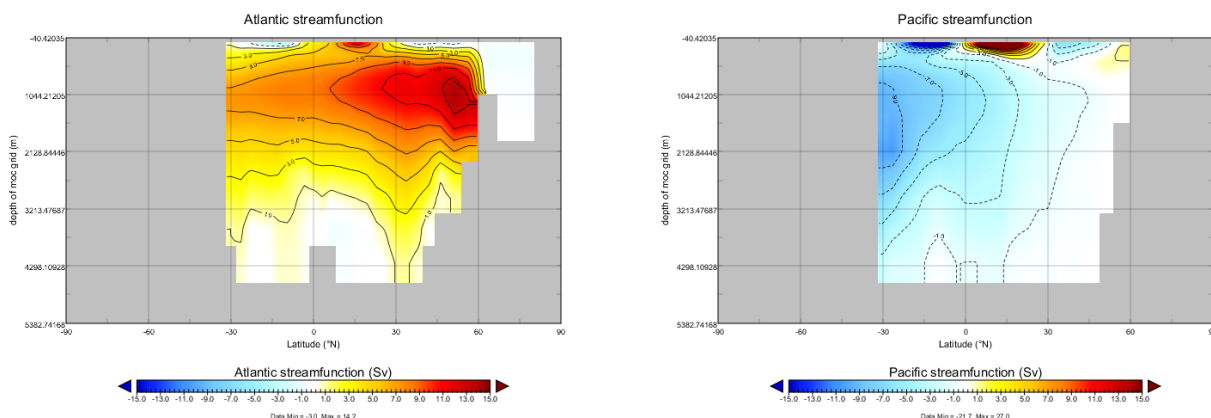 Atlantic streamfunction
-40.42035
1044.21205
2128.84446
3213.47687
4298.10928
5382.74168
depth of moc grid (m)
-90 -60 -30 0 30 60 90
Latitude (°N)
Atlantic streamfunction (Sv)
-15.0 -13.0 -11.0 -9.0 -7.0 -5.0 -3.0 -1.0 1.0 3.0 5.0 7.0 9.0 11.0 13.0 15.0
Data Min = -3.0, Max = 14.2
Pacific streamfunction
-40.42035
1044.21205
2128.84446
3213.47687
4298.10928
5382.74168
depth of moc grid (m)
-90 -60 -30 0 30 60 90
Latitude (°N)
Pacific streamfunction (Sv)
-15.0 -13.0 -11.0 -9.0 -7.0 -5.0 -3.0 -1.0 1.0 3.0 5.0 7.0 9.0 11.0 13.0 15.0
Data Min = -21.7, Max = 27.0